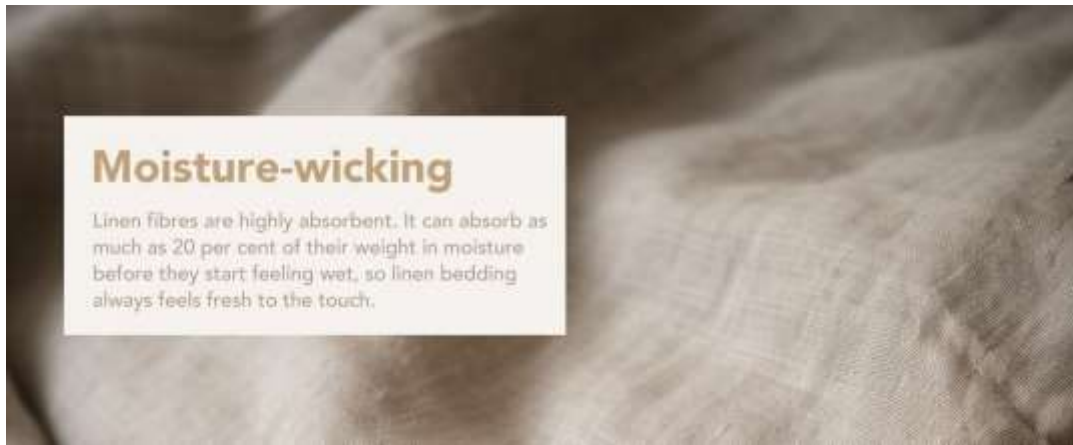 Moisture-wicking
Linen fibres are highly absorbent. It can absorb as
much as 20 per cent of their weight in moisture
before they start feeling wet, so linen bedding
always feels fresh to the touch.